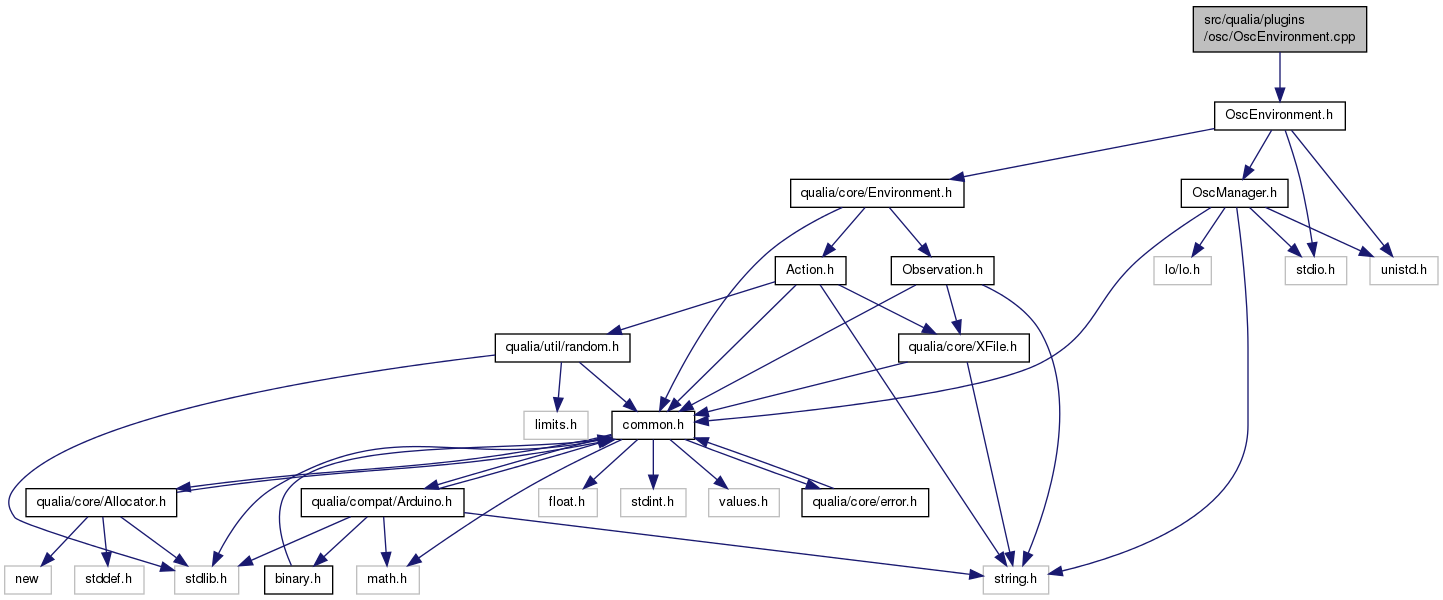 src/qualia/plugins
/osc/OscEnvironment.cpp
OscEnvironment.h
qualia/core/Environment.h
OscManager.h
Action.h
Observation.h
lo/lo.h
stdio.h
unistd.h
qualia/util/random.h
qualia/core/XFile.h
limits.h
common.h
qualia/core/Allocator.h
qualia/compat/Arduino.h
float.h
stdint.h
values.h
qualia/core/error.h
new
stddef.h
stdlib.h
binary.h
math.h
string.h